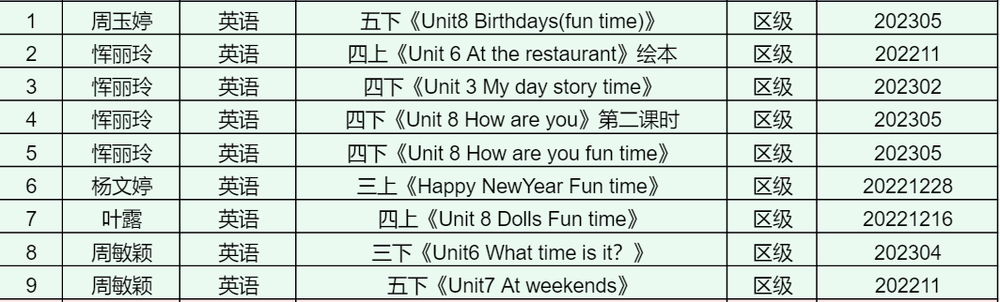 1 周玉婷 英语 五下《Unit8 Birthdays(fun time)》 区级 202305
2 恽丽玲 英语 四上《Unit 6 At the restaurant》绘本 区级 202211
3 恽丽玲 英语 四下《Unit 3 My day story time》 区级 202302
4 恽丽玲 英语 四下《Unit 8 How are you》第二课时 区级 202305
5 恽丽玲 英语 四下《Unit 8 How are you fun time》 区级 202305
6 杨文婷 英语 三上《Happy NewYear Fun time》 区级 20221228
7 叶露 英语 四上《Unit 8 Dolls Fun time》 区级 20221216
8 周敏颖 英语 三下《Unit6 What time is it？》 区级 202304
9 周敏颖 英语 五下《Unit7 At weekends》 区级 202211